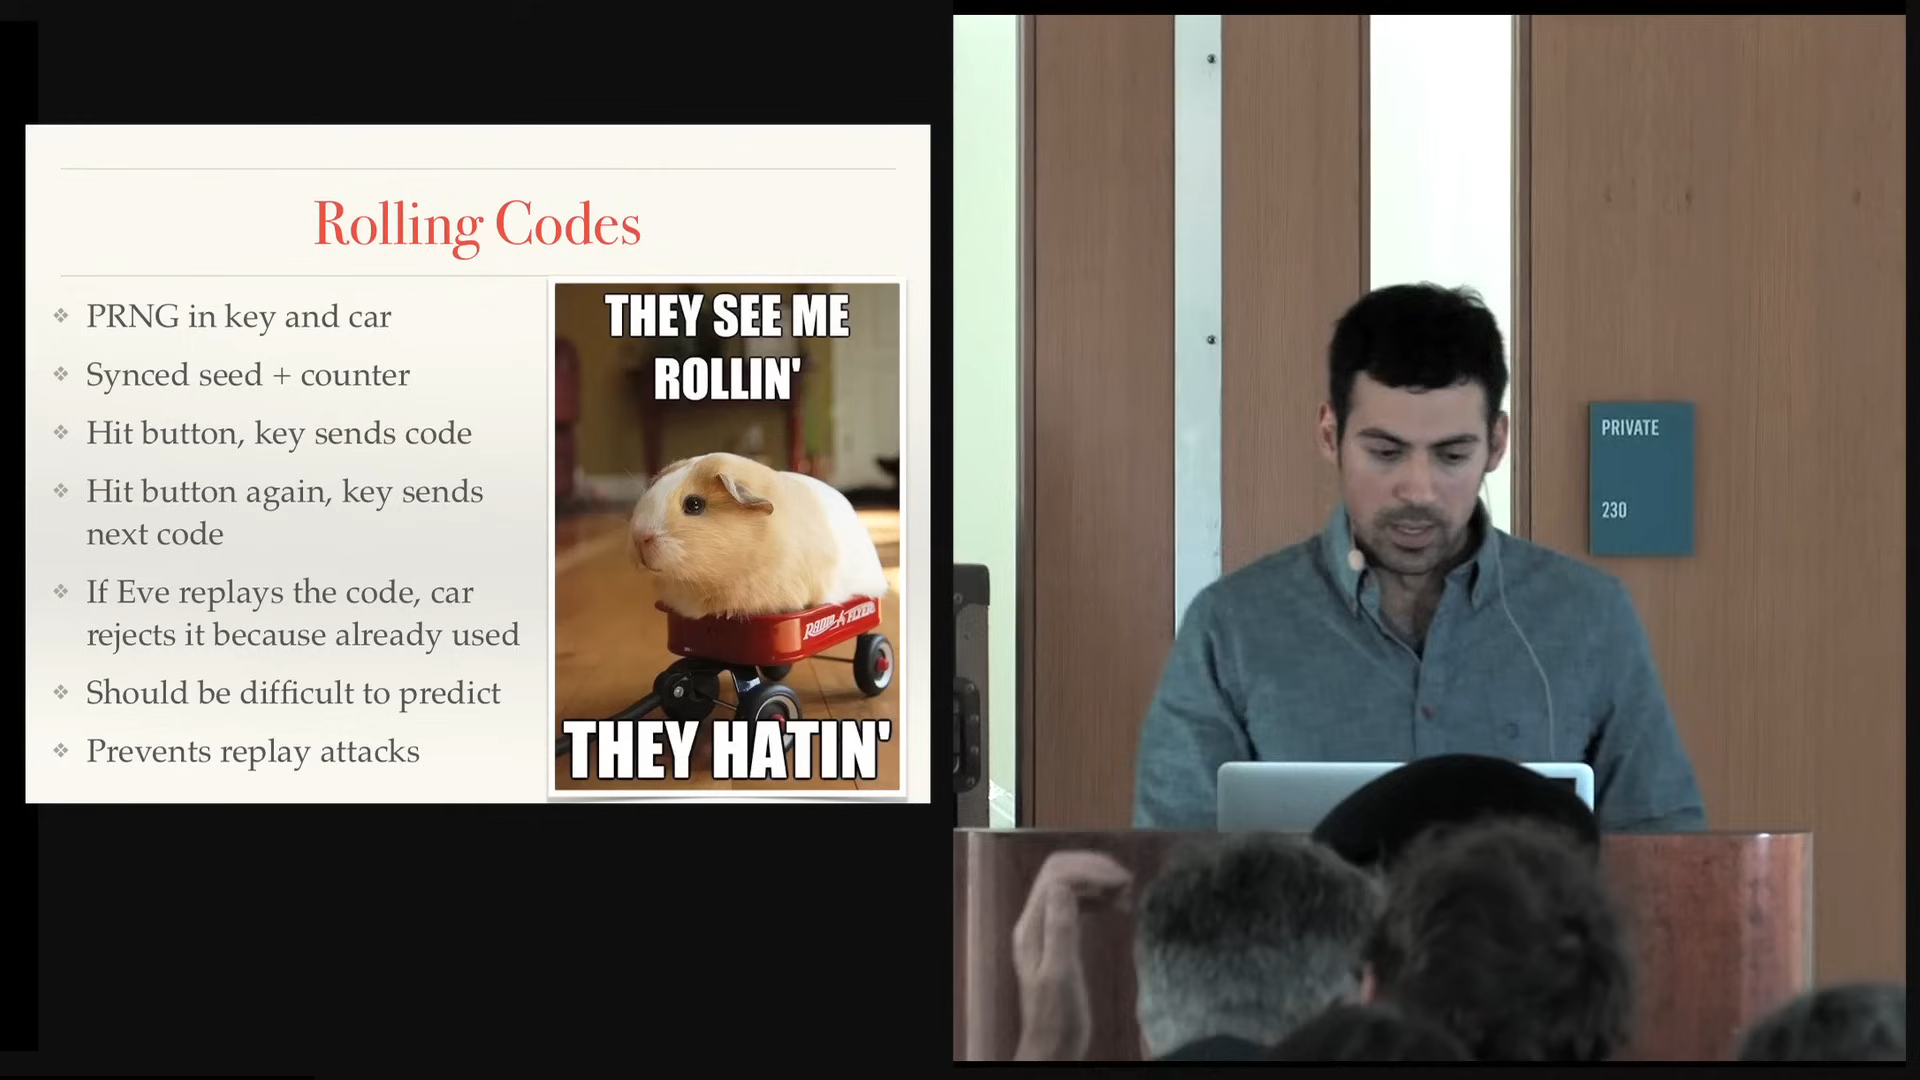 Rolling Codes
PRNG in key and car
Synced seed + counter
Hit button, key sends code
Hit button again, key sends
next code
If Eve replays the code, car
rejects it because already used
Should be difficult to predict
Prevents replay attacks
THEY SEE ME
ROLLIN'
RADIO FLYER
THEY HATIN'
PRIVATE
230